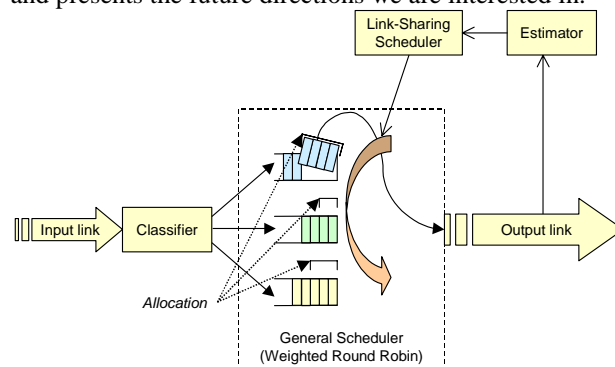 and presents the future directions we are interested in.
Link-Sharing
Scheduler
Estimator
Input link
Classifier
Output link
Allocation
General Scheduler
(Weighted Round Robin)